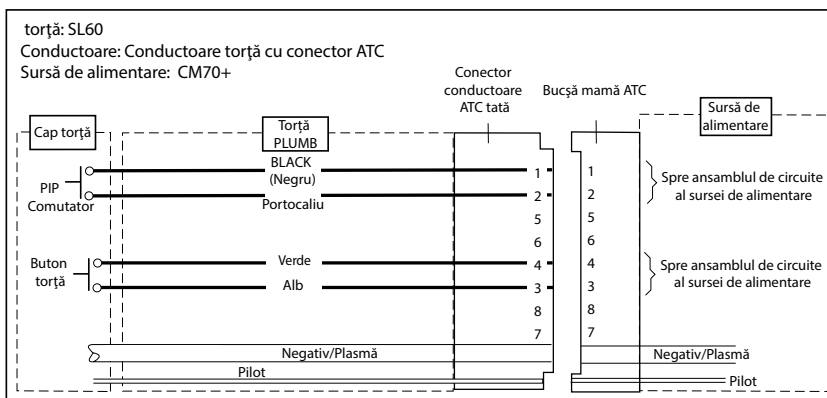 torţă: SL60
Conductoare: Conductoare torţă cu conector ATC
Sursă de alimentare: CM70+
Conector
conductoare
ATC tată
Bucşă mamă ATC
Sursă de
alimentare
Cap torţă
Torţă
PLUMB
BLACK
(Negru)
1
1
PIP
Comutator
Portocaliu
2
2
Spre ansamblul de circuite
al sursei de alimentare
5
5
6
6
Buton
torţă
Verde
4
4
Alb
3
3
Spre ansamblul de circuite
al sursei de alimentare
8
8
7
7
Negativ/Plasmă
Negativ/Plasmă
Pilot
Pilot